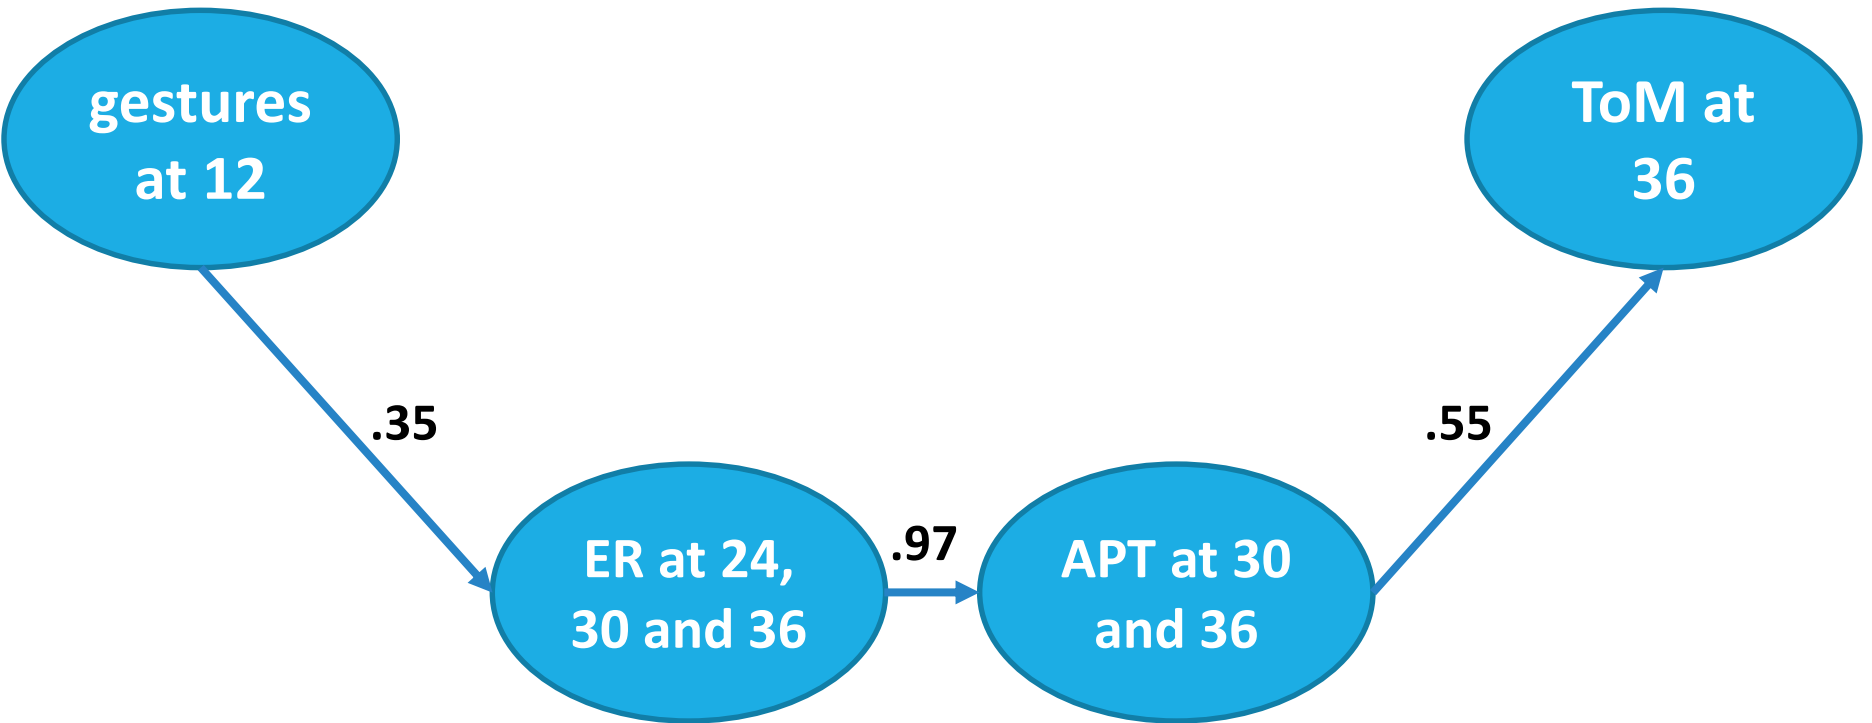 gestures
at 12
ToM at
36
.35
.55
.97
ER at 24,
30 and 36
APT at 30
and 36